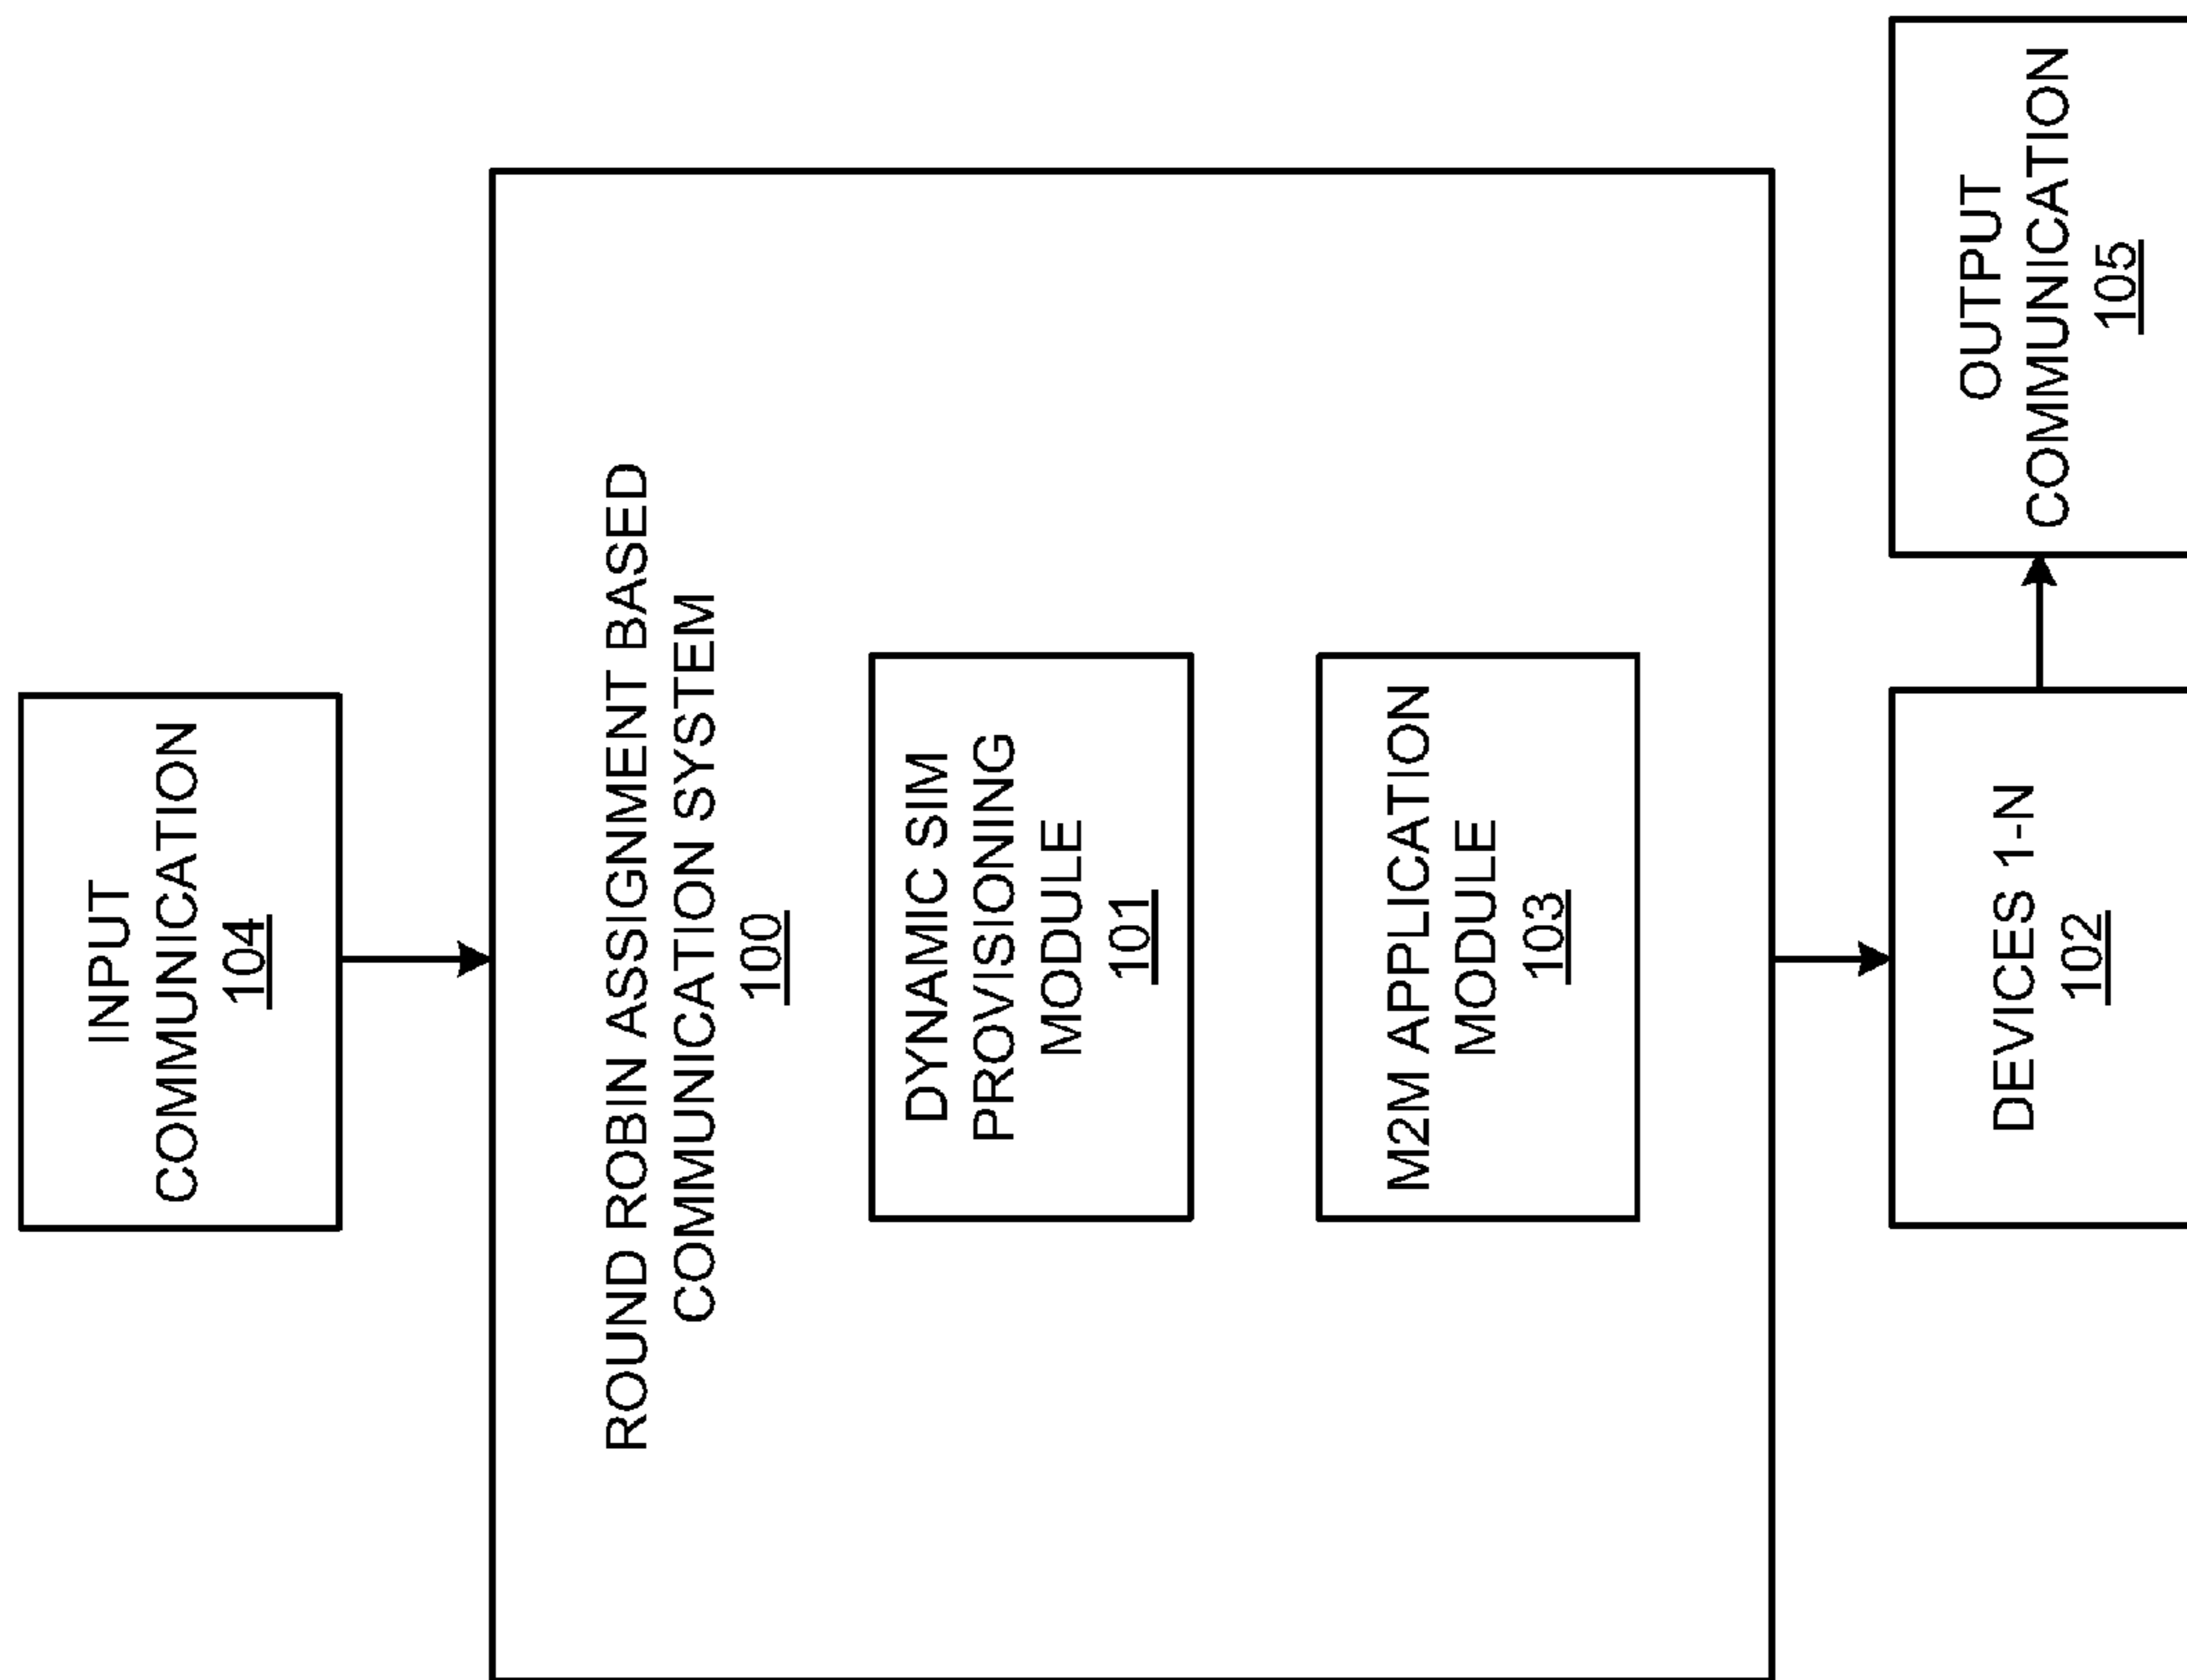 INPUT
COMMUNICATION
104
ROUND ROBIN ASSIGNMENT BASED
COMMUNICATION SYSTEM
100
DYNAMIC SIM
PROVISIONING
MODULE
101
M2M APPLICATION
MODULE
103
DEVICES 1-N
102
OUTPUT
COMMUNICATION
105